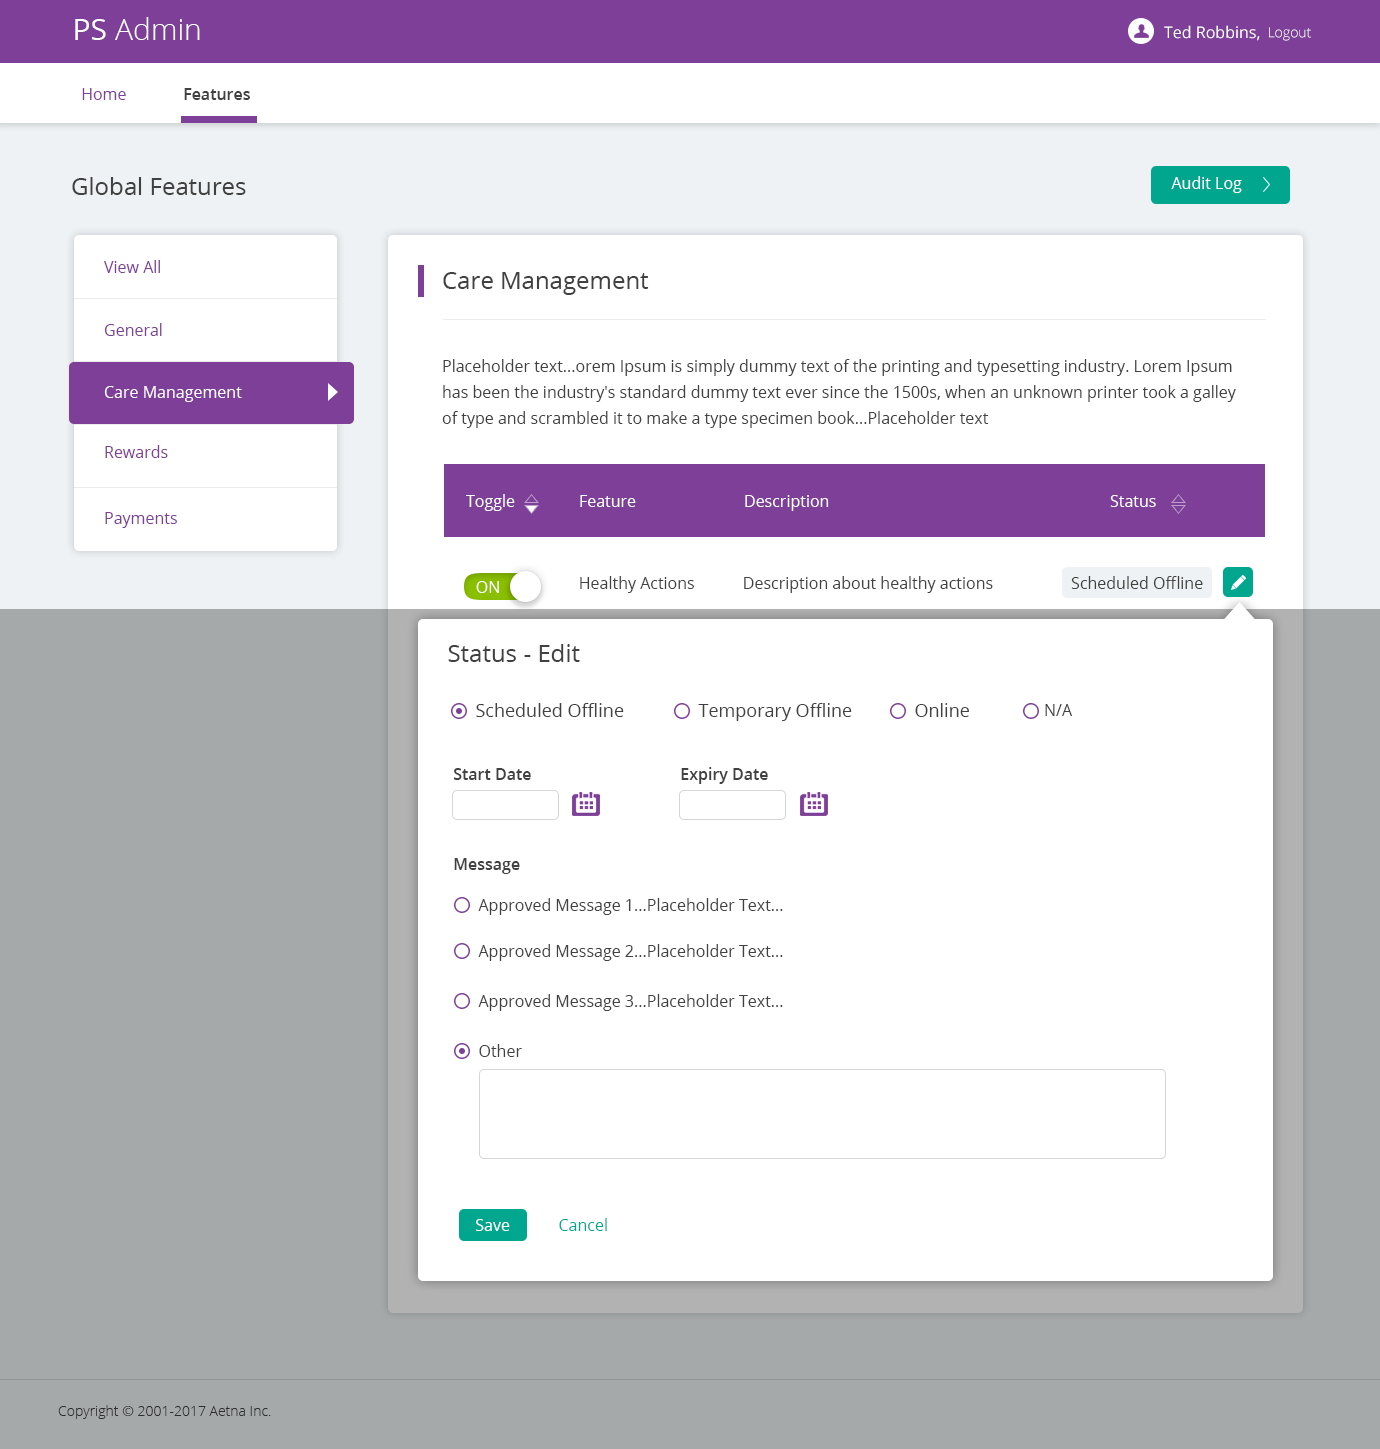 PS Admin
Ted Robbins, Logout
Home Features
Global Features
Audit Log
View All
General
Care Management
Rewards
Payments
Care Management
Placeholder text...orem Ipsum is simply dummy text of the printing and typesetting industry. Lorem Ipsum
has been the industry's standard dummy text ever since the 1500s, when an unknown printer took a galley
of type and scrambled it to make a type specimen book...Placeholder text
Toggle Feature Description Status
ON Healthy Actions Description about healthy actions Scheduled Offline
Status - Edit
Scheduled Offline Temporary Offline Online N/A
Start Date Expiry Date
Message
Approved Message 1...Placeholder Text...
Approved Message 2...Placeholder Text...
Approved Message 3...Placeholder Text...
Other
Save Cancel
Copyright © 2001-2017 Aetna Inc.